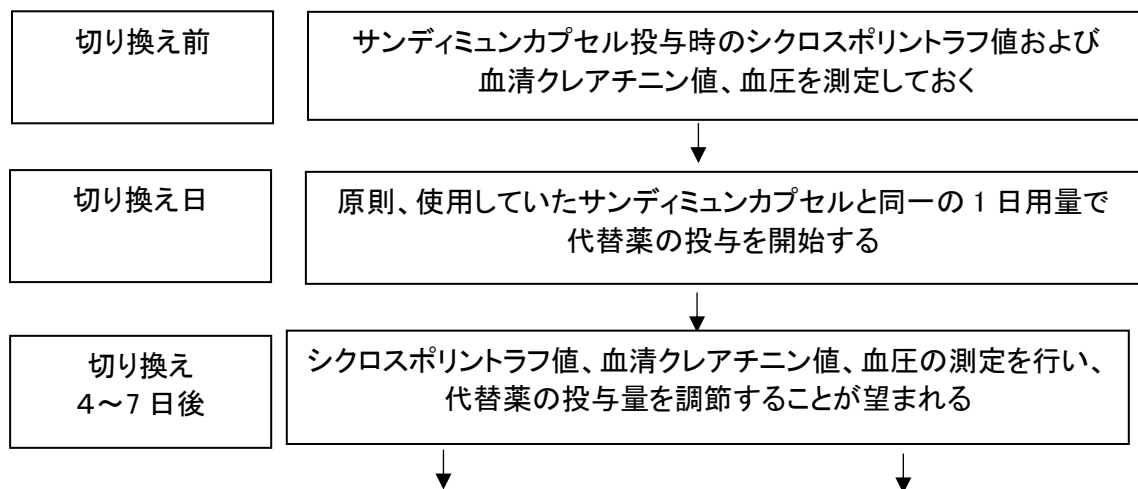 切り換え前
サンディミュンカプセル投与時のシクロスポリントラフ値および
血清クレアチニン値、血圧を測定しておく
切り換え日
原則、使用していたサンディミュンカプセルと同一の 1 日用量で
代替薬の投与を開始する
切り換え
4～7 日後
シクロスポリントラフ値、血清クレアチニン値、血圧の測定を行い、
代替薬の投与量を調節することが望まれる